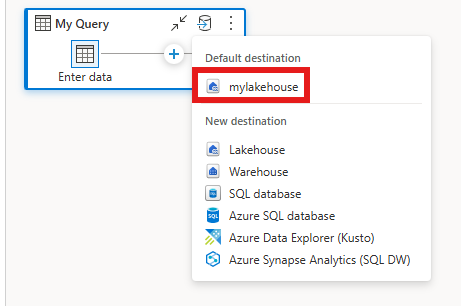 My Query
Enter data
Default destination
mylakehouse
New destination
Lakehouse
Warehouse
SQL database
Azure SQL database
Azure Data Explorer (Kusto)
Azure Synapse Analytics (SQL DW)